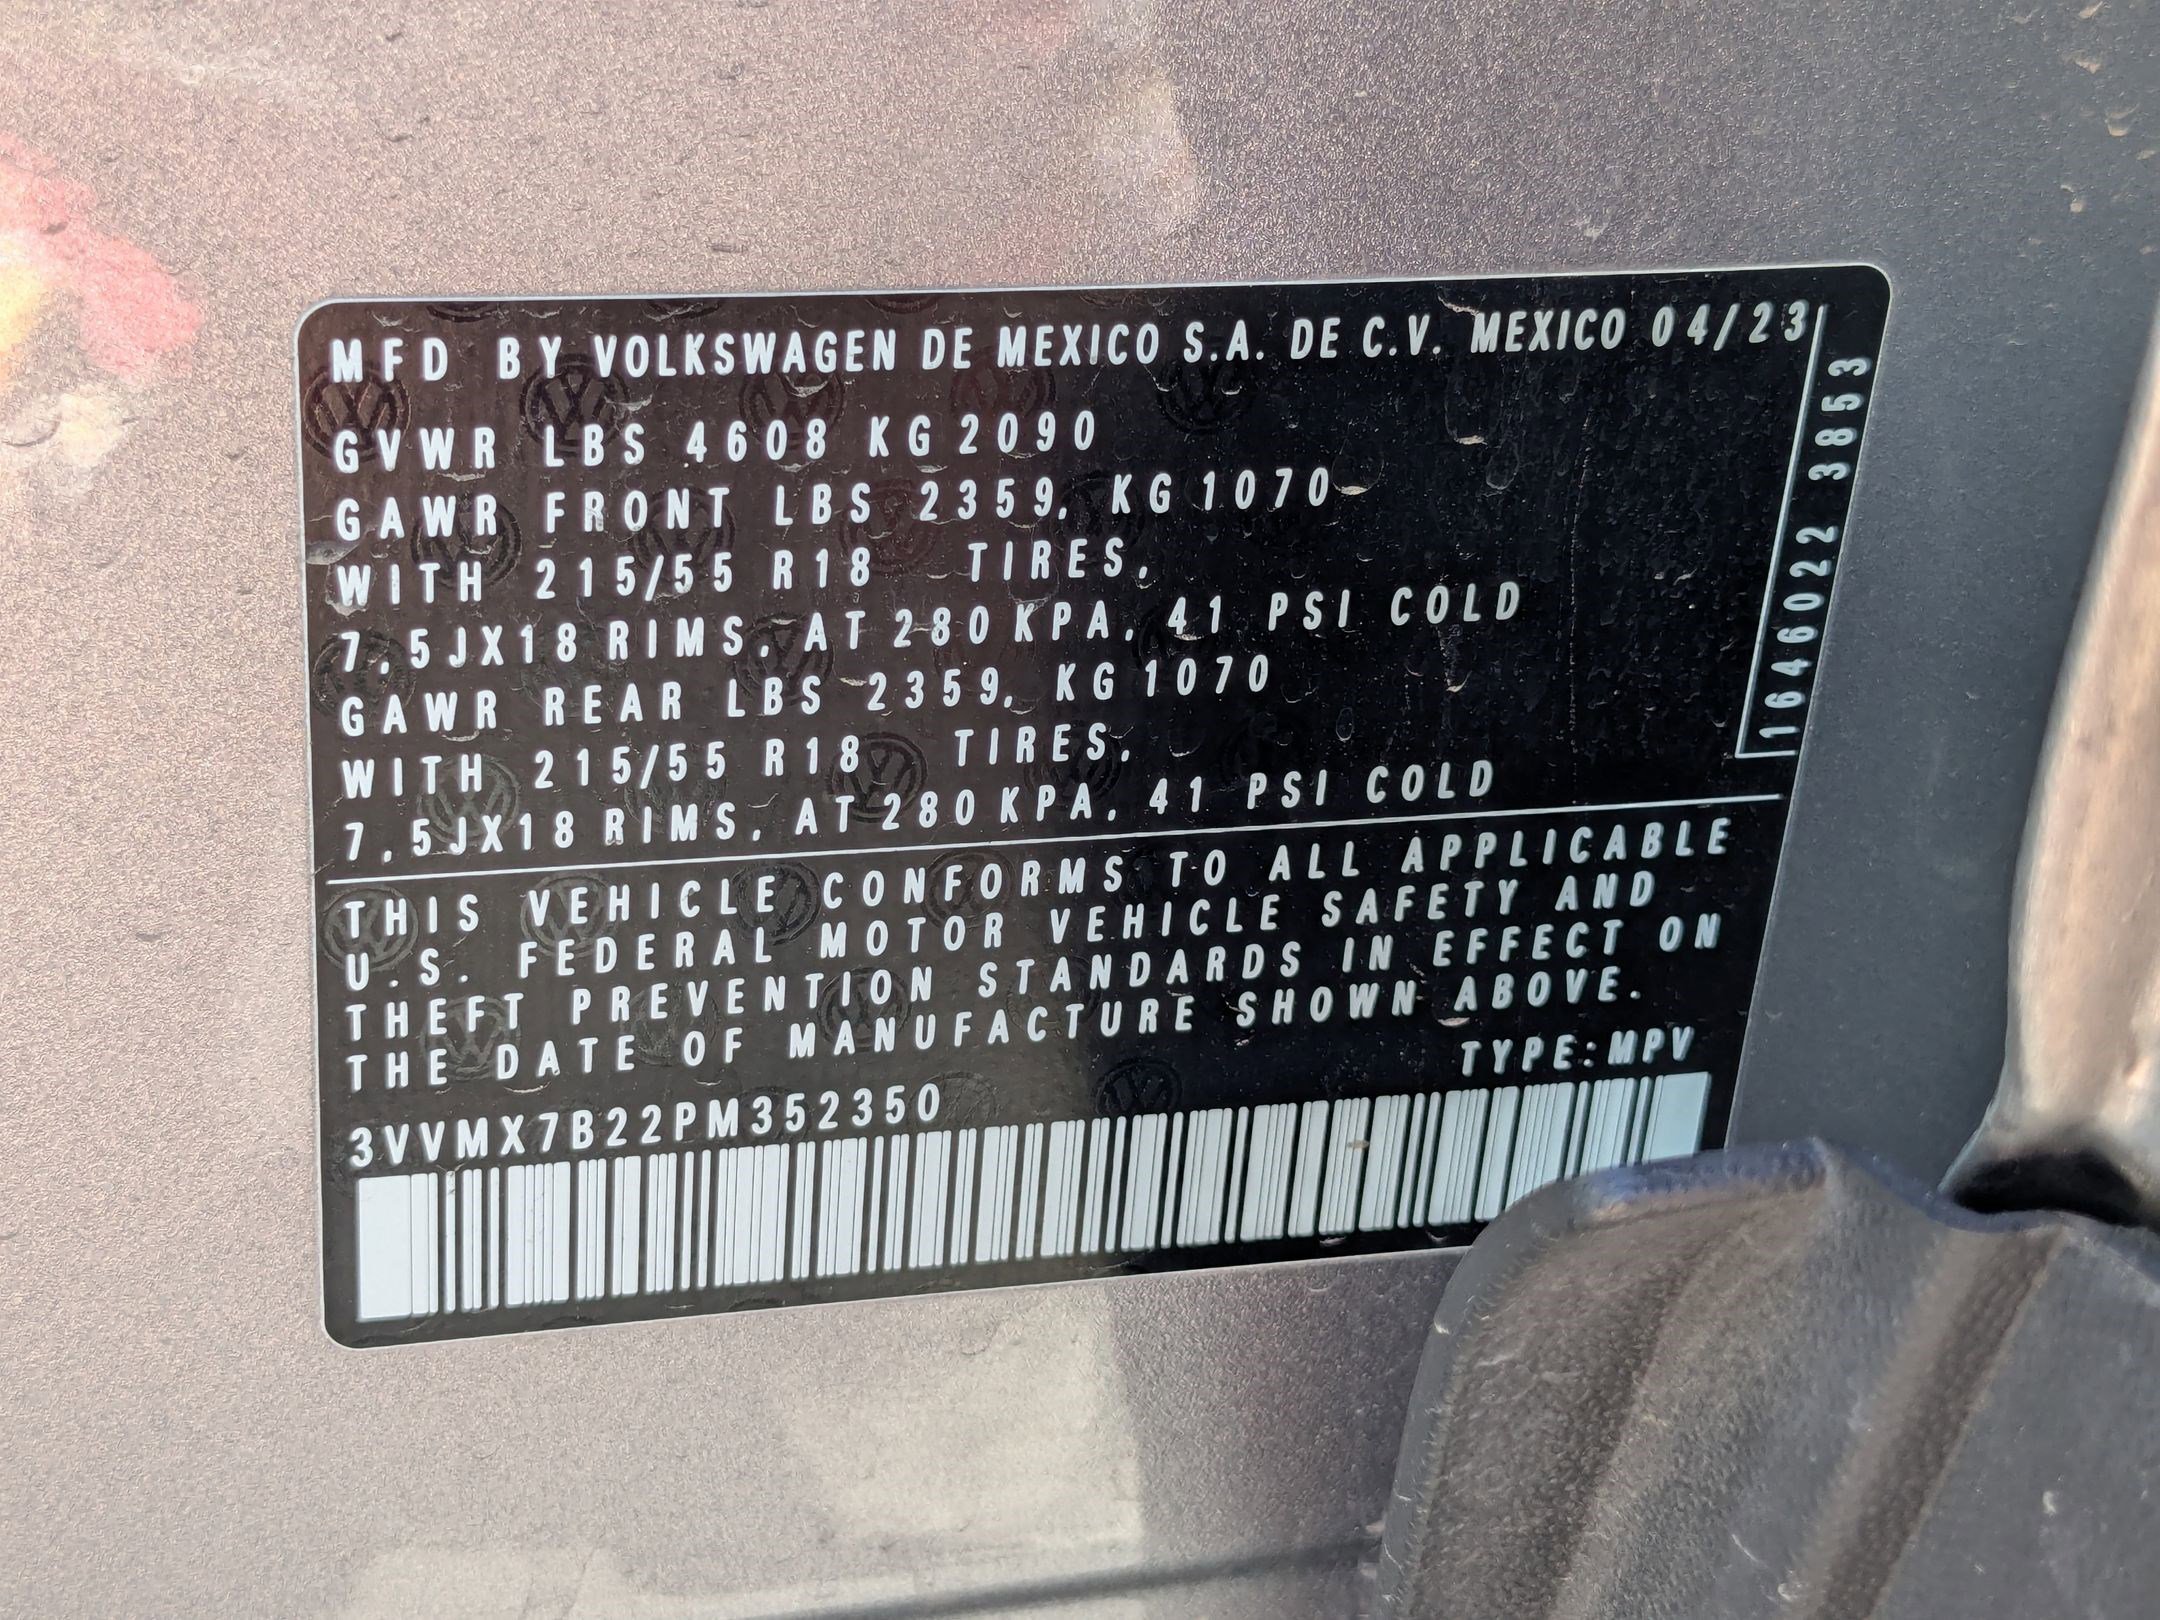 MFD BY VOLKSWAGEN DE MEXICO S.A. DE C.V. MEXICO 04/23
GVWR LBS 4608 KG 2090
GAWR FRONT LBS 2359, KG 1070
WITH 215/55 R18 TIRES,
7,5JX18 RIMS, AT 280 KPA, 41 PSI COLD
GAWR REAR LBS 2359, KG 1070
WITH 215/55 R18 TIRES,
7,5JX18 RIMS, AT 280 KPA, 41 PSI COLD
1646022 3853
THIS VEHICLE CONFORMS TO ALL APPLICABLE
U.S. FEDERAL MOTOR VEHICLE SAFETY AND
THEFT PREVENTION STANDARDS IN EFFECT ON
THE DATE OF MANUFACTURE SHOWN ABOVE.
TYPE:MPV
3VVMX7B22PM352350